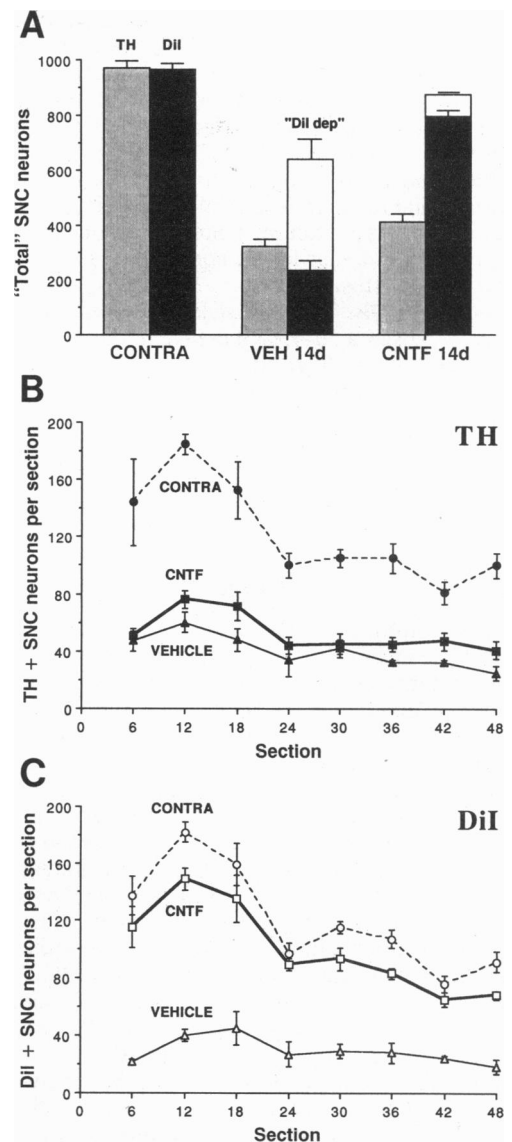 A
TH DiI
"DiI dep"
1000
800
600
400
200
0
"Total" SNC neurons
CONTRA VEH 14d CNTF 14d
B
TH
200
160
120
80
40
0
TH + SNC neurons per section
CONTRA
CNTF
VEHICLE
0 6 12 18 24 30 36 42 48
Section
C
DiI
200
160
120
80
40
0
DiI + SNC neurons per section
CONTRA
CNTF
VEHICLE
0 6 12 18 24 30 36 42 48
Section